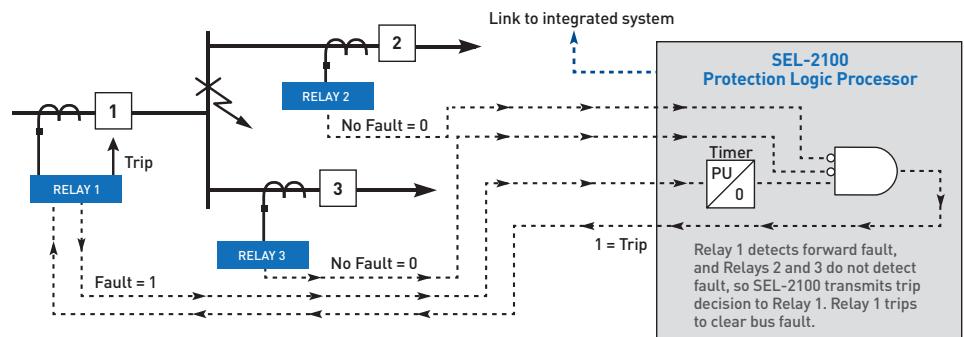 Link to integrated system
SEL-2100
Protection Logic Processor
2
RELAY 2
No Fault = 0
1
Trip
RELAY 1
Timer
PU
0
3
RELAY 3
No Fault = 0
1 = Trip
Fault = 1
Relay 1 detects forward fault,
and Relays 2 and 3 do not detect
fault, so SEL-2100 transmits trip
decision to Relay 1. Relay 1 trips
to clear bus fault.